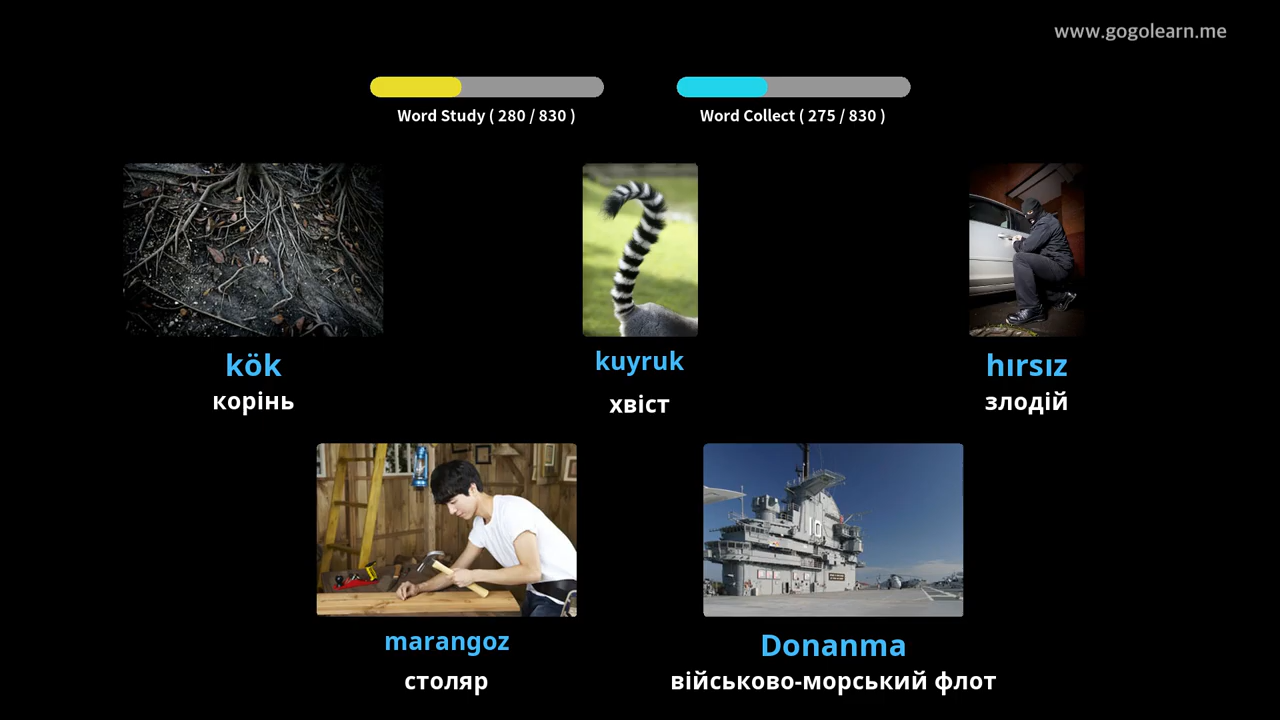 www.gogolearn.me
Word Study ( 280 / 830 )
Word Collect ( 275 / 830 )
kök
корінь
kuyruk
хвіст
hırsız
злодій
10
marangoz
столяр
Donanma
військово-морський флот